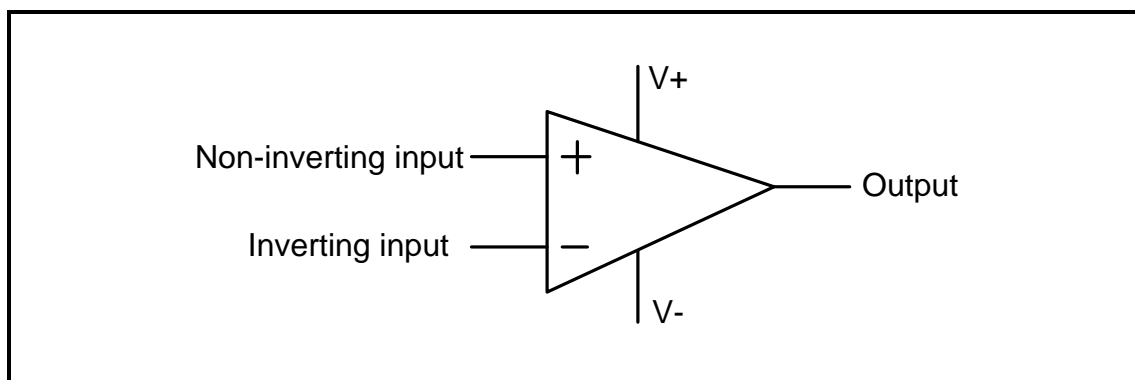 V+
Non-inverting input
+
Output
Inverting input
−
V-